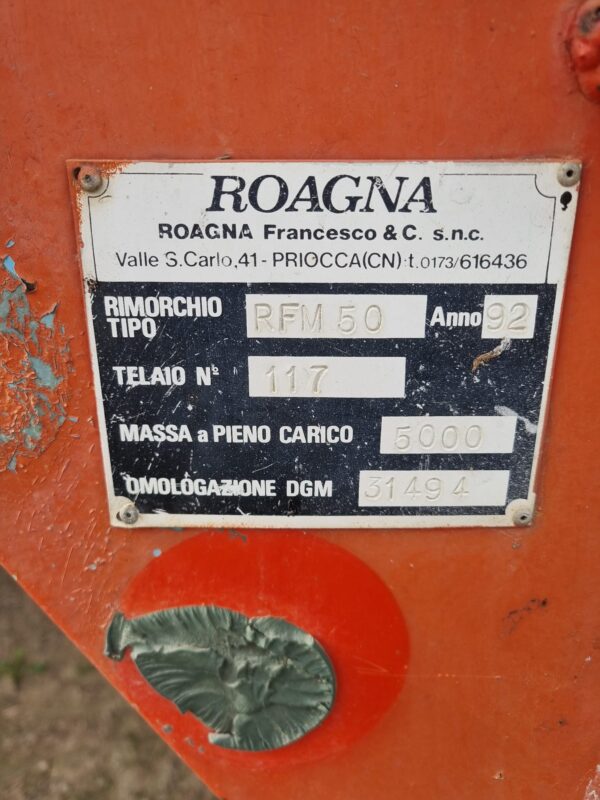 ROAGNA
ROAGNA Francesco & C. s.n.c.
Valle S.Carlo,41 - PRIOCCA(CN) t.0173/616436
RIMORCHIO TIPO RFM 50 Anno 92
TELAIO Nº 117
MASSA a PIENO CARICO 5000
OMOLOGAZIONE DGM 31494